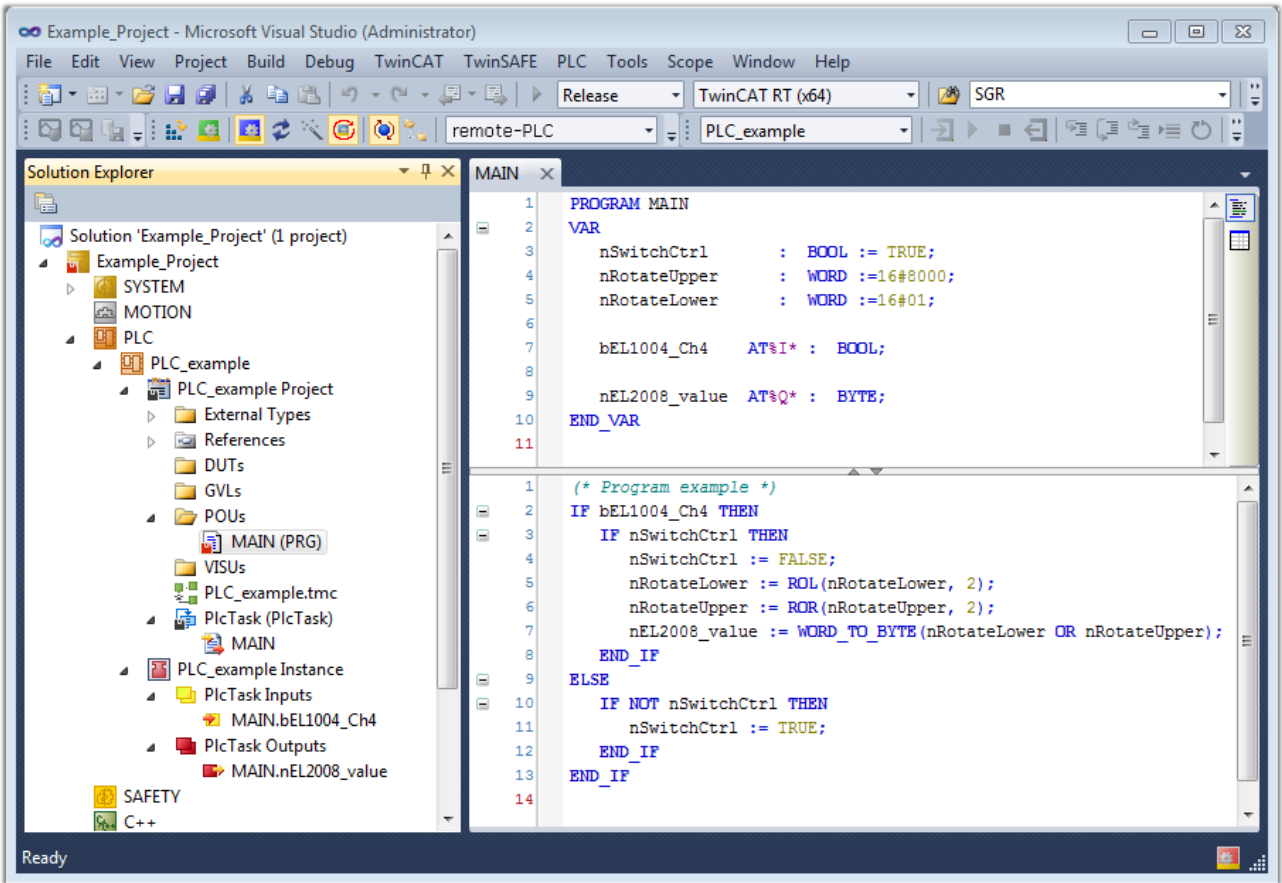 Example_Project - Microsoft Visual Studio (Administrator)
File Edit View Project Build Debug TwinCAT TwinSAFE PLC Tools Scope Window Help
Release TwinCAT RT (x64) SGR
remote-PLC PLC_example
Solution Explorer
Solution 'Example_Project' (1 project)
Example_Project
SYSTEM
MOTION
PLC
PLC_example
PLC_example Project
External Types
References
DUTs
GVLs
POUs
MAIN (PRG)
VISUs
PLC_example.tmc
PlcTask (PlcTask)
MAIN
PLC_example Instance
PlcTask Inputs
MAIN.bEL1004_Ch4
PlcTask Outputs
MAIN.nEL2008_value
SAFETY
C++
MAIN
1 PROGRAM MAIN
2 VAR
3 nSwitchCtrl : BOOL := TRUE;
4 nRotateUpper : WORD :=16#8000;
5 nRotateLower : WORD :=16#01;
6
7 bEL1004_Ch4 AT%I* : BOOL;
8
9 nEL2008_value AT%Q* : BYTE;
10 END_VAR
11
1 (* Program example *)
2 IF bEL1004_Ch4 THEN
3 IF nSwitchCtrl THEN
4 nSwitchCtrl := FALSE;
5 nRotateLower := ROL(nRotateLower, 2);
6 nRotateUpper := ROR(nRotateUpper, 2);
7 nEL2008_value := WORD_TO_BYTE(nRotateLower OR nRotateUpper);
8 END_IF
9 ELSE
10 IF NOT nSwitchCtrl THEN
11 nSwitchCtrl := TRUE;
12 END_IF
13 END_IF
14
Ready